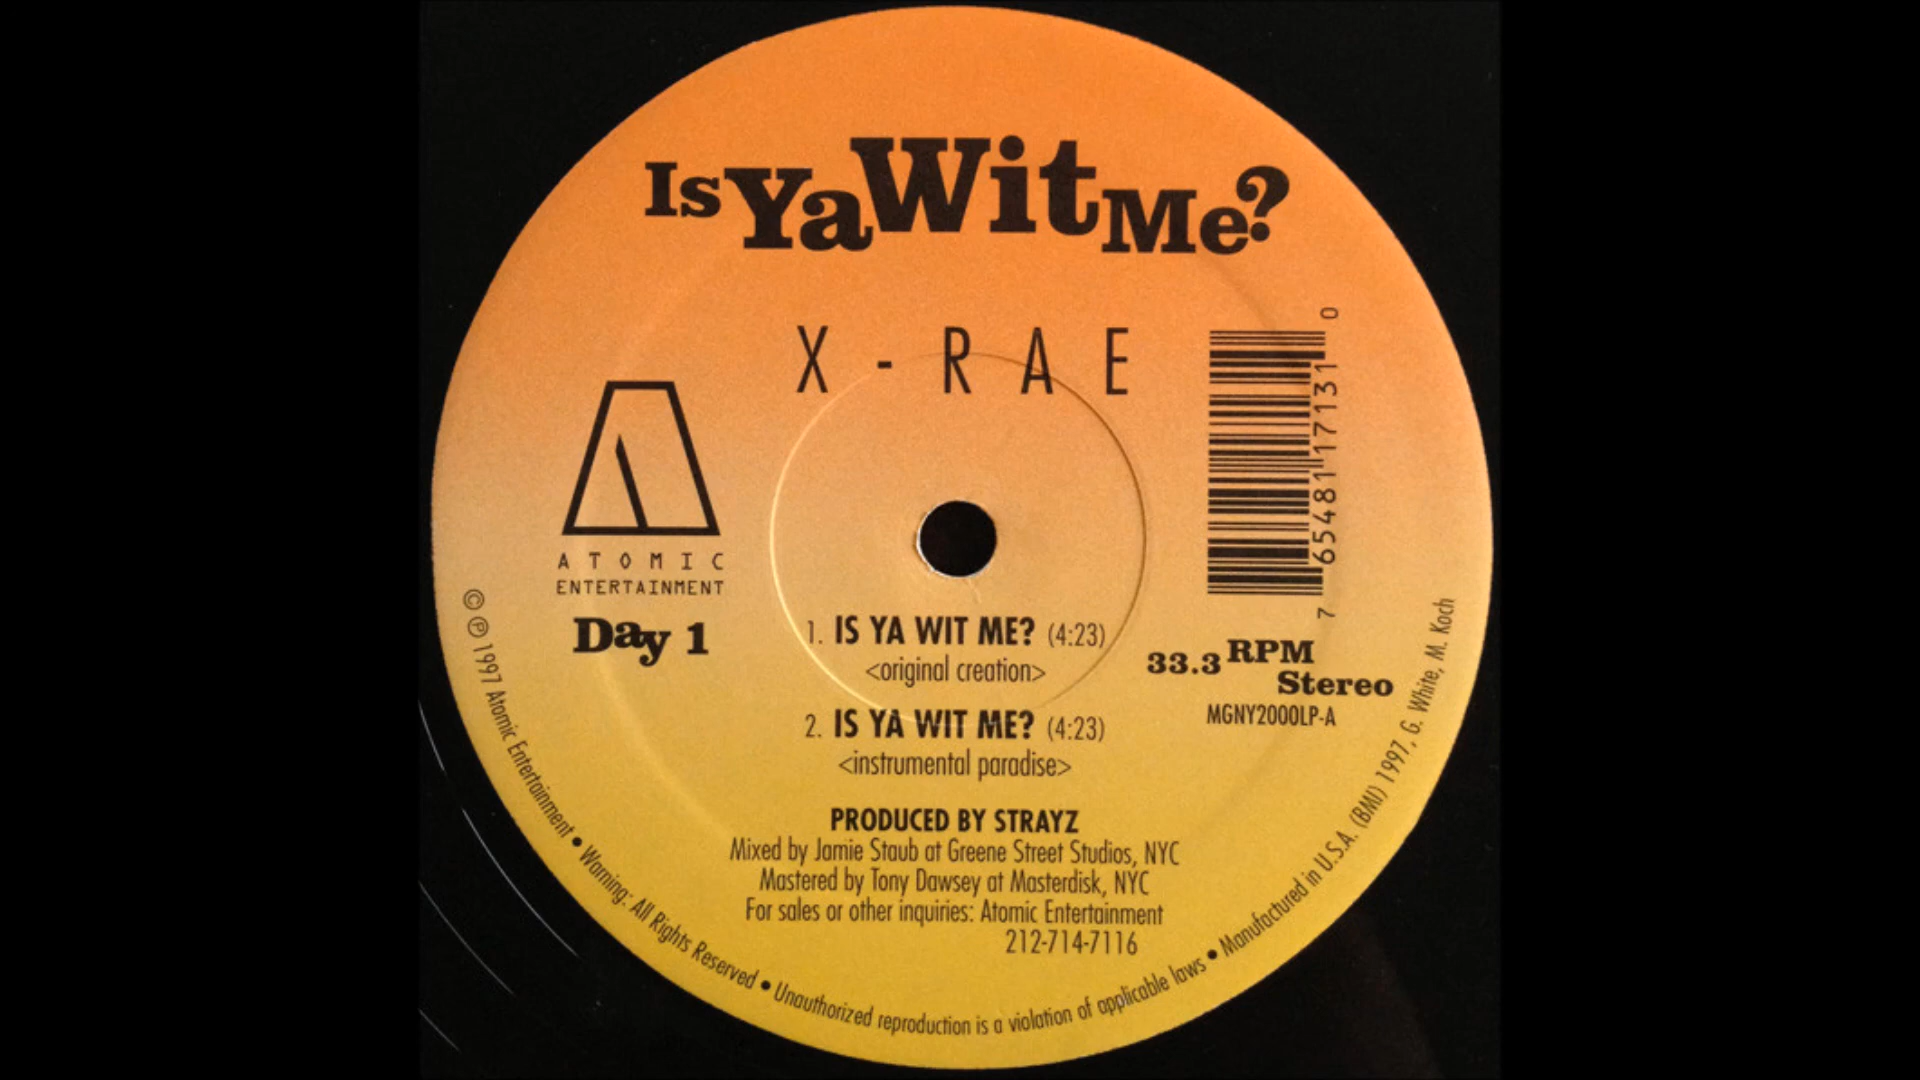 Is Ya Wit Me?
X - RAE
ATOMIC
ENTERTAINMENT
Day 1
7 65481 17131 0
1. IS YA WIT ME? (4:23)
<original creation>
2. IS YA WIT ME? (4:23)
<instrumental paradise>
33.3 RPM
Stereo
MGNY2000LP-A
PRODUCED BY STRAYZ
Mixed by Jamie Staub at Greene Street Studios, NYC
Mastered by Tony Dawsey at Masterdisk, NYC
For sales or other inquiries: Atomic Entertainment
212-714-7116
© ℗ 1997 Atomic Entertainment • Warning: All Rights Reserved • Unauthorized reproduction is a violation of applicable laws • Manufactured in U.S.A. (BMI) 1997, G. White, M. Koch